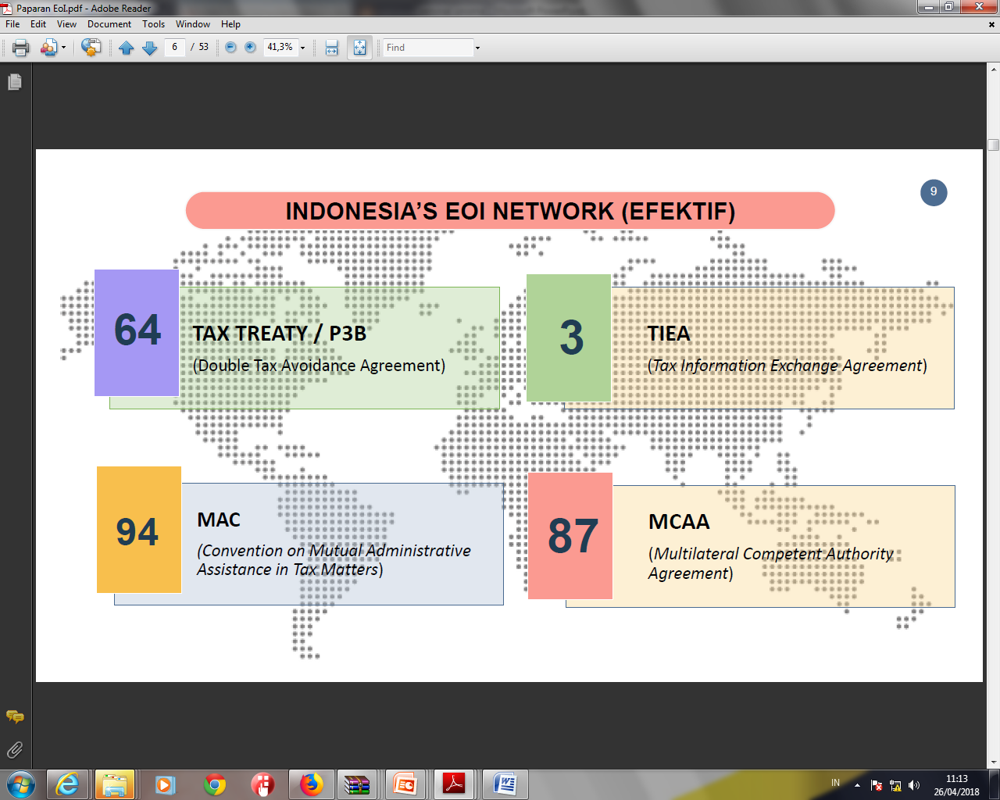 Paparan EoI.pdf - Adobe Reader
File Edit View Document Tools Window Help
6 / 53 41,3% Find
9
INDONESIA'S EOI NETWORK (EFEKTIF)
64
TAX TREATY / P3B
(Double Tax Avoidance Agreement)
3
TIEA
(Tax Information Exchange Agreement)
94
MAC
(Convention on Mutual Administrative
Assistance in Tax Matters)
87
MCAA
(Multilateral Competent Authority
Agreement)
IN
11:13
26/04/2018